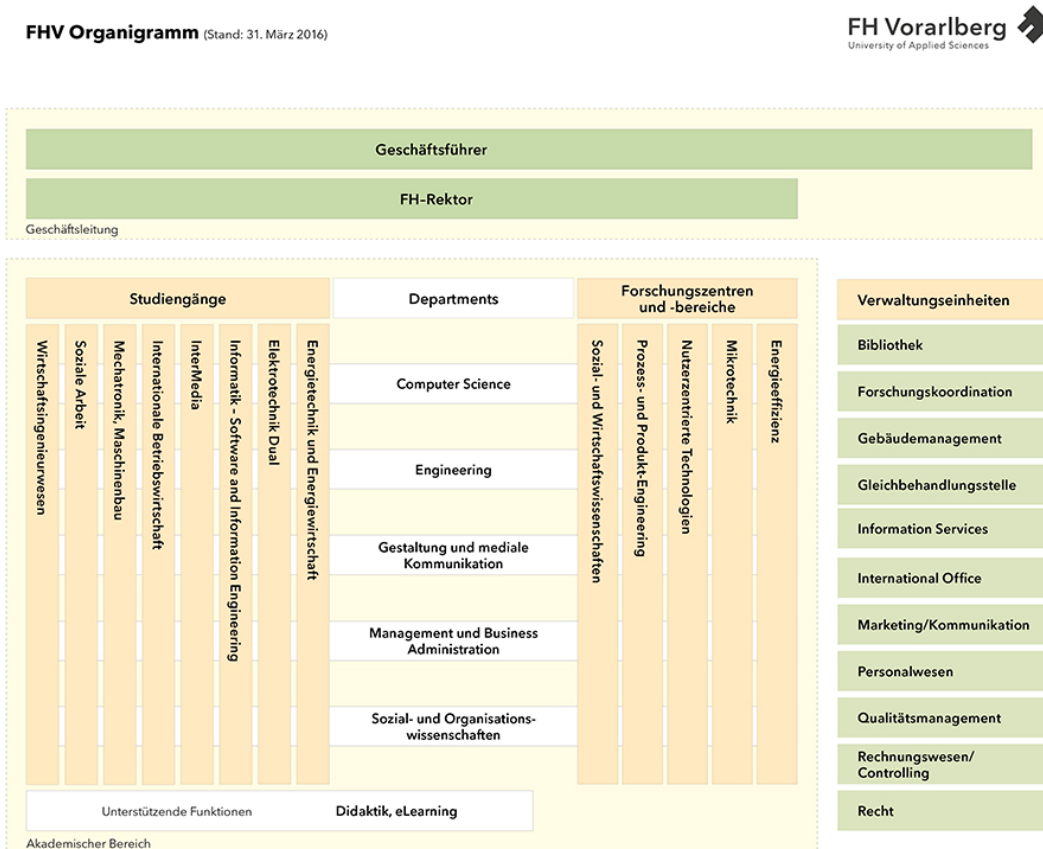 FHV Organigramm (Stand: 31. März 2016)
FH Vorarlberg
University of Applied Sciences
Geschäftsführer
FH-Rektor
Geschäftsleitung
Studiengänge
Wirtschaftsingenieurwesen
Soziale Arbeit
Mechatronik, Maschinenbau
Internationale Betriebswirtschaft
InterMedia
Informatik – Software and Information Engineering
Elektrotechnik Dual
Energietechnik und Energiewirtschaft
Departments
Computer Science
Engineering
Gestaltung und mediale
Kommunikation
Management und Business
Administration
Sozial- und Organisations-
wissenschaften
Forschungszentren
und -bereiche
Sozial- und Wirtschaftswissenschaften
Prozess- und Produkt-Engineering
Nutzerzentrierte Technologien
Mikrotechnik
Energieeffizienz
Unterstützende Funktionen
Didaktik, eLearning
Akademischer Bereich
Verwaltungseinheiten
Bibliothek
Forschungskoordination
Gebäudemanagement
Gleichbehandlungsstelle
Information Services
International Office
Marketing/Kommunikation
Personalwesen
Qualitätsmanagement
Rechnungswesen/
Controlling
Recht